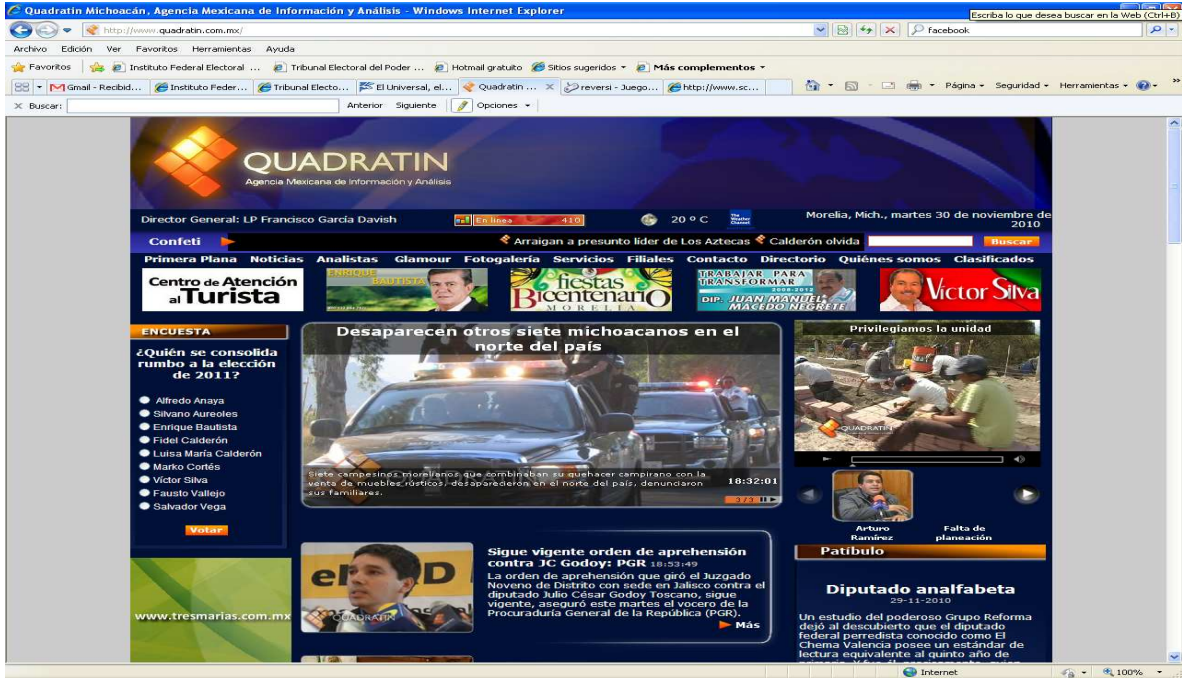 Quadratin Michoacán, Agencia Mexicana de Información y Análisis - Windows Internet Explorer
Escriba lo que desea buscar en la Web (Ctrl+B)
http://www.quadratin.com.mx/
facebook
Archivo Edición Ver Favoritos Herramientas Ayuda
Favoritos Instituto Federal Electoral ... Tribunal Electoral del Poder ... Hotmail gratuito Sitios sugeridos Más complementos
Gmail - Recibid... Instituto Feder... Tribunal Electo... El Universal, el... Quadratin ... reversi - Juego... http://www.sc... Página Seguridad Herramientas
Buscar: Anterior Siguiente Opciones
QUADRATIN
Agencia Mexicana de Información y Análisis
Director General: LP Francisco García Davish
En línea 410
20 º C
The Weather Channel
Morelia, Mich., martes 30 de noviembre de
2010
Confeti
Arraigan a presunto líder de Los Aztecas Calderón olvida
Buscar
Primera Plana Noticias Analistas Glamour Fotogalería Servicios Filiales Contacto Directorio Quiénes somos Clasificados
Centro de Atención
al Turista
ENRIQUE
BAUTISTA
fiestas
Bicentenario
MORELIA
TRABAJAR PARA
TRANSFORMAR
2008-2012
DIP. JUAN MANUEL
MACEDO NEGRETE
Víctor Silva
ENCUESTA
¿Quién se consolida
rumbo a la elección
de 2011?
Alfredo Anaya
Silvano Aureoles
Enrique Bautista
Fidel Calderón
Luisa María Calderón
Marko Cortés
Víctor Silva
Fausto Vallejo
Salvador Vega
Votar
www.tresmarias.com.mx
Desaparecen otros siete michoacanos en el
norte del país
Siete campesinos morelianos que combinaban su quehacer campirano con la
venta de muebles rústicos, desaparecieron en el norte del país, denunciaron
sus familiares.
18:32:01
3/3
Sigue vigente orden de aprehensión
contra JC Godoy: PGR 18:53:49
La orden de aprehensión que giró el Juzgado
Noveno de Distrito con sede en Jalisco contra el
diputado Julio César Godoy Toscano, sigue
vigente, aseguró este martes el vocero de la
Procuraduría General de la República (PGR).
Más
QUADRATIN
Privilegiamos la unidad
QUADRATIN
Arturo
Ramírez
Falta de
planeación
Patíbulo
Diputado analfabeta
29-11-2010
Un estudio del poderoso Grupo Reforma
dejó al descubierto que el diputado
federal perredista conocido como El
Chema Valencia posee un estándar de
lectura equivalente al quinto año de
Internet
100%